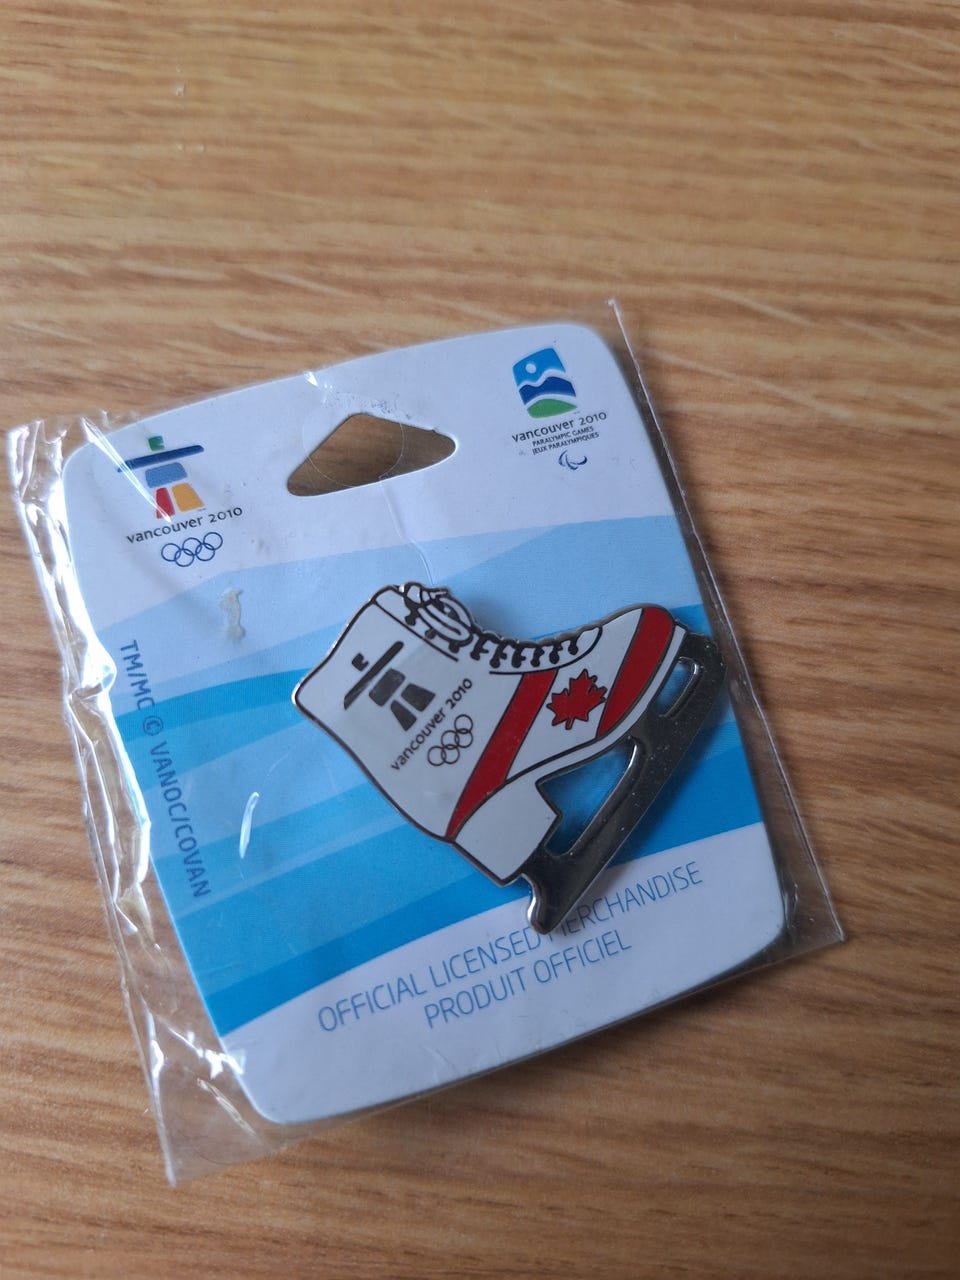 vancouver 2010
vancouver 2010
PARALYMPIC GAMES
JEUX PARALYMPIQUES
TM/MC © VANOC/COVAN
vancouver 2010
OFFICIAL LICENSED MERCHANDISE
PRODUIT OFFICIEL